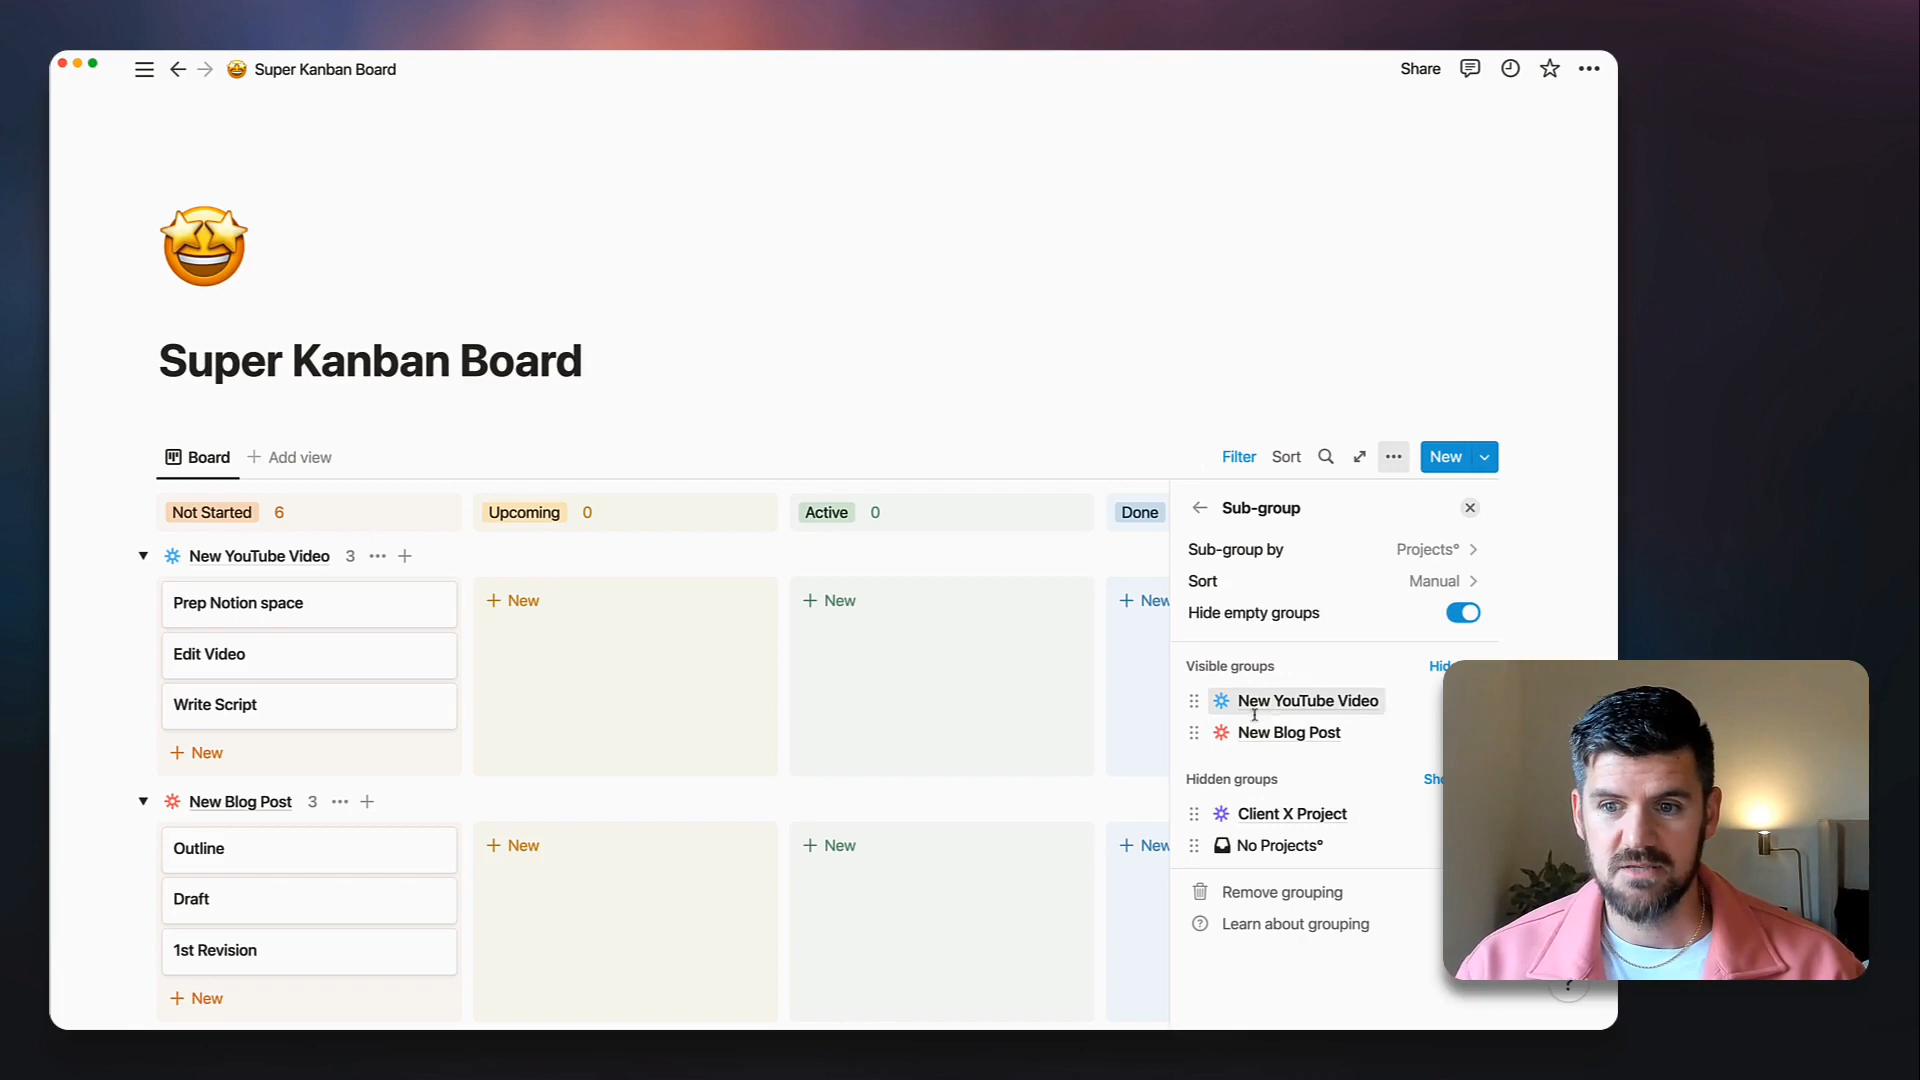 Super Kanban Board
Share
Super Kanban Board
Board
Add view
Filter
Sort
New
Not Started 6
Upcoming 0
Active 0
Done
New YouTube Video 3
Prep Notion space
Edit Video
Write Script
+ New
+ New
+ New
+ New
New Blog Post 3
Outline
Draft
1st Revision
+ New
+ New
+ New
+ New
Sub-group
Sub-group by Projects°
Sort Manual
Hide empty groups
Visible groups Hid
New YouTube Video
New Blog Post
Hidden groups Sho
Client X Project
No Projects°
Remove grouping
? Learn about grouping
?